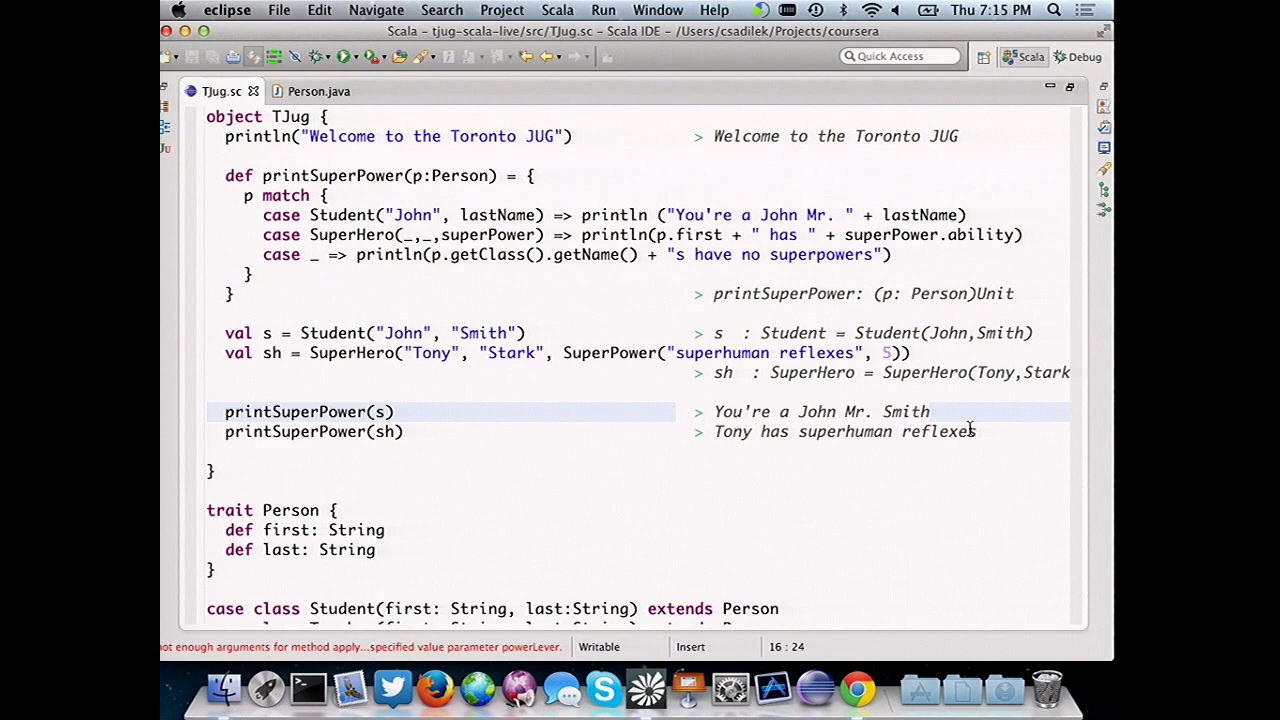 eclipse File Edit Navigate Search Project Scala Run Window Help Thu 7:15 PM
Scala – tjug-scala-live/src/TJug.sc – Scala IDE – /Users/csadilek/Projects/coursera
Quick Access Scala Debug
TJug.sc Person.java
object TJug {
println("Welcome to the Toronto JUG") > Welcome to the Toronto JUG
def printSuperPower(p:Person) = {
p match {
case Student("John", lastName) => println ("You're a John Mr. " + lastName)
case SuperHero(_,_,superPower) => println(p.first + " has " + superPower.ability)
case _ => println(p.getClass().getName() + "s have no superpowers")
}
} > printSuperPower: (p: Person)Unit
val s = Student("John", "Smith") > s : Student = Student(John,Smith)
val sh = SuperHero("Tony", "Stark", SuperPower("superhuman reflexes", 5))
> sh : SuperHero = SuperHero(Tony,Stark
printSuperPower(s) > You're a John Mr. Smith
printSuperPower(sh) > Tony has superhuman reflexes
}
trait Person {
def first: String
def last: String
}
case class Student(first: String, last:String) extends Person
not enough arguments for method apply...specified value parameter powerLever. Writable Insert 16 : 24